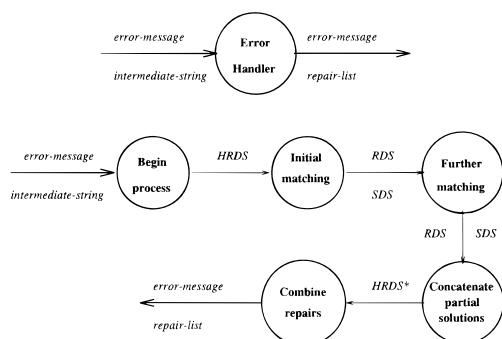 error-message
intermediate-string
Error
Handler
error-message
repair-list
error-message
intermediate-string
Begin
process
HRDS
Initial
matching
RDS
SDS
Further
matching
RDS
SDS
Concatenate
partial
solutions
HRDS*
Combine
repairs
error-message
repair-list